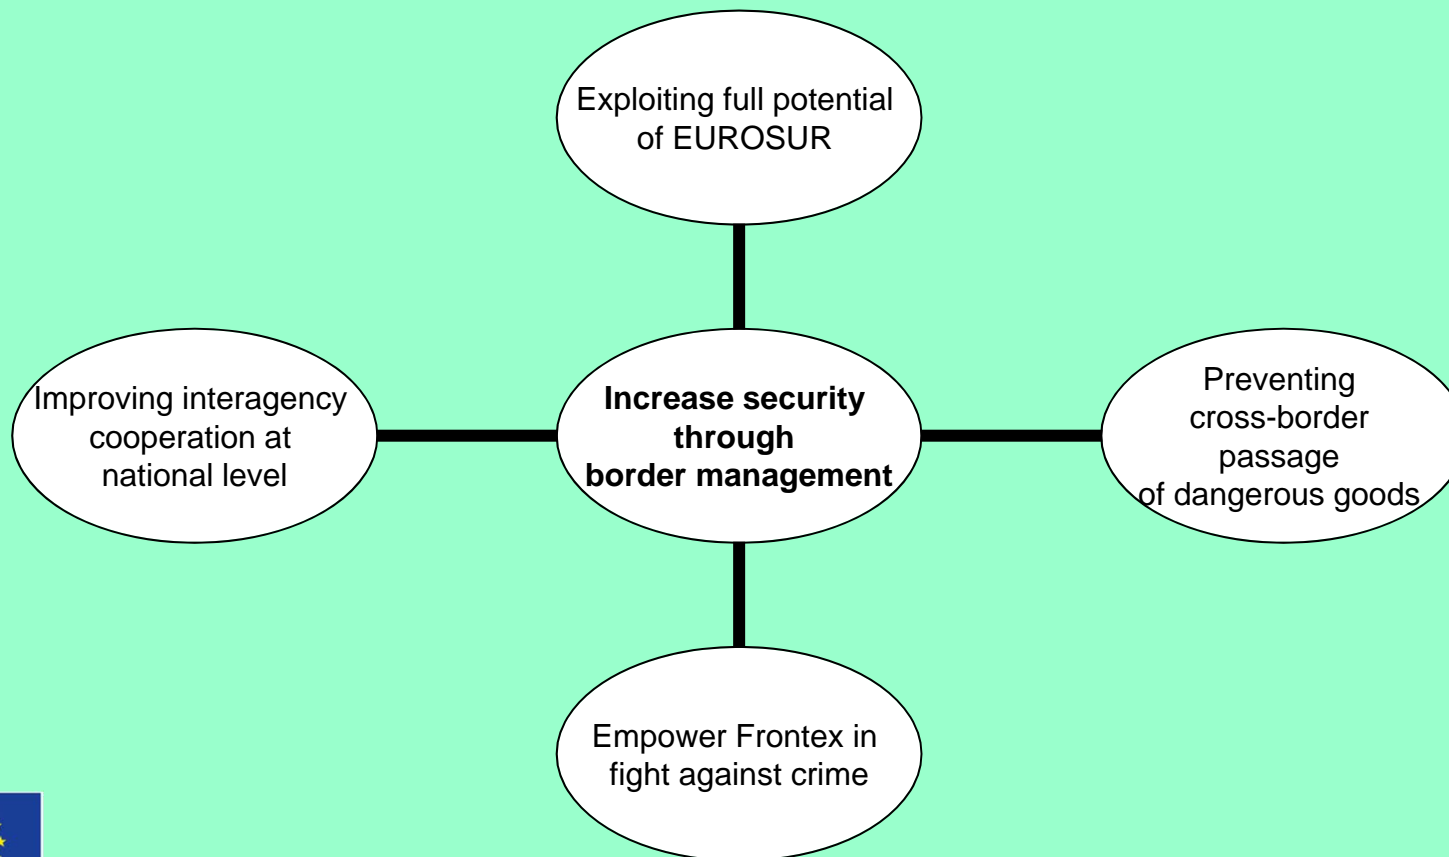 Exploiting full potential
of EUROSUR
Improving interagency
cooperation at
national level
Increase security
through
border management
Preventing
cross-border
passage
of dangerous goods
Empower Frontex in
fight against crime